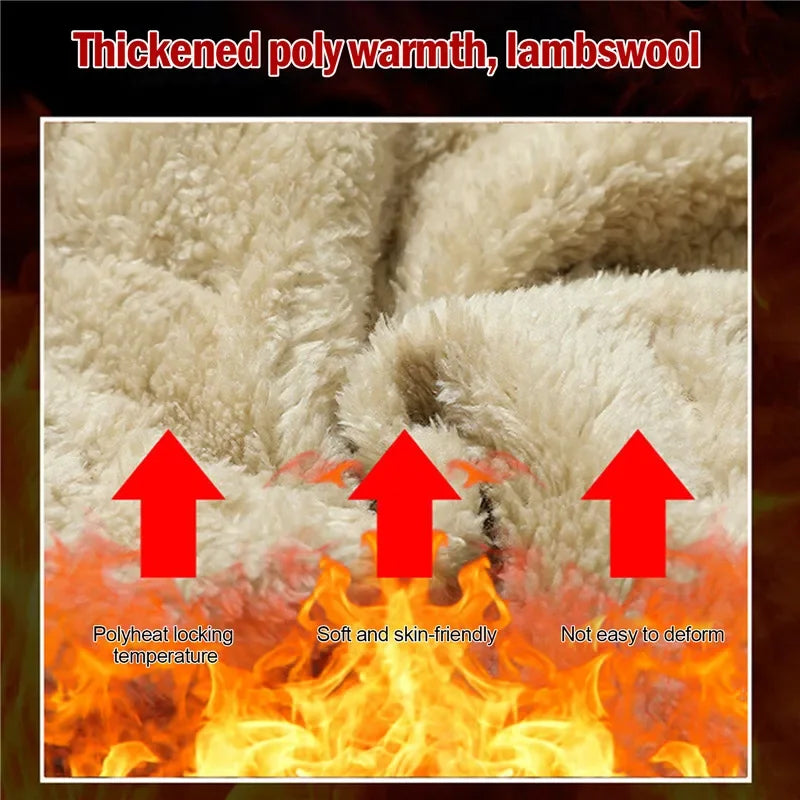 Thickened poly warmth, lambswool
Polyheat locking
temperature
Soft and skin-friendly
Not easy to deform